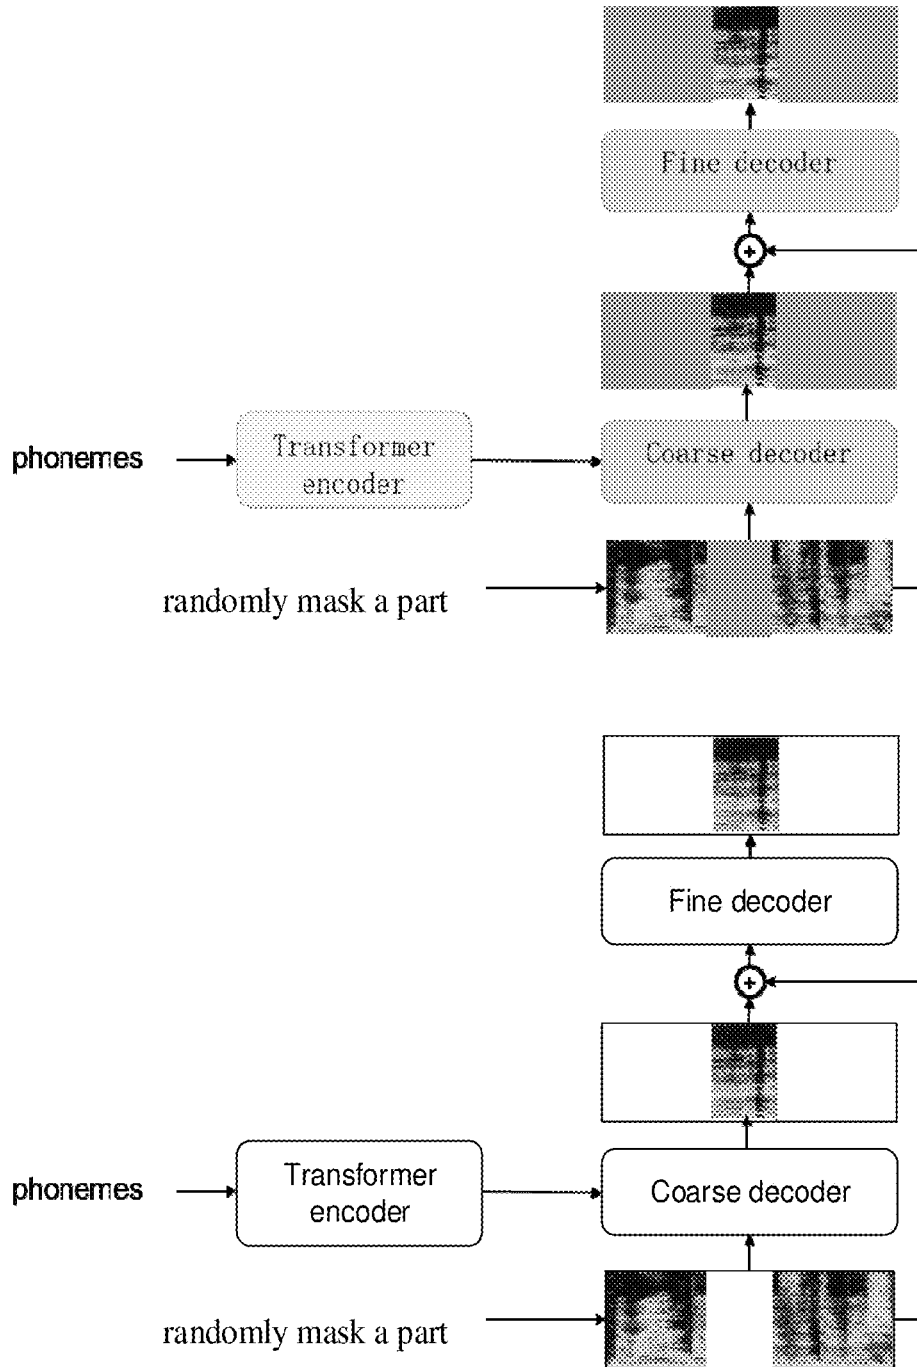 Fine decoder
+
phonemes
Transformer
encoder
Coarse decoder
randomly mask a part
Fine decoder
+
phonemes
Transformer
encoder
Coarse decoder
randomly mask a part